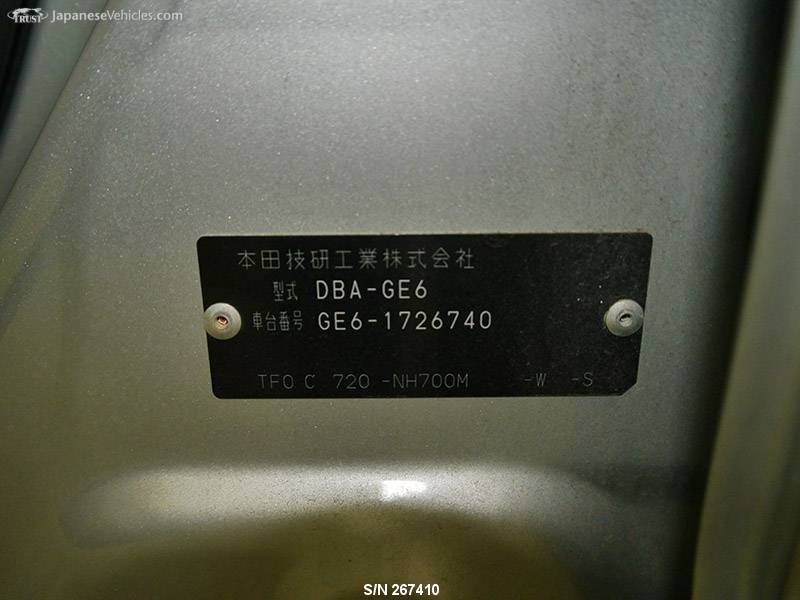 TRUST JapaneseVehicles.com
本田技研工業株式会社
型式 DBA-GE6
車台番号 GE6-1726740
TF0 C 720 -NH700M -W -S
S/N 267410